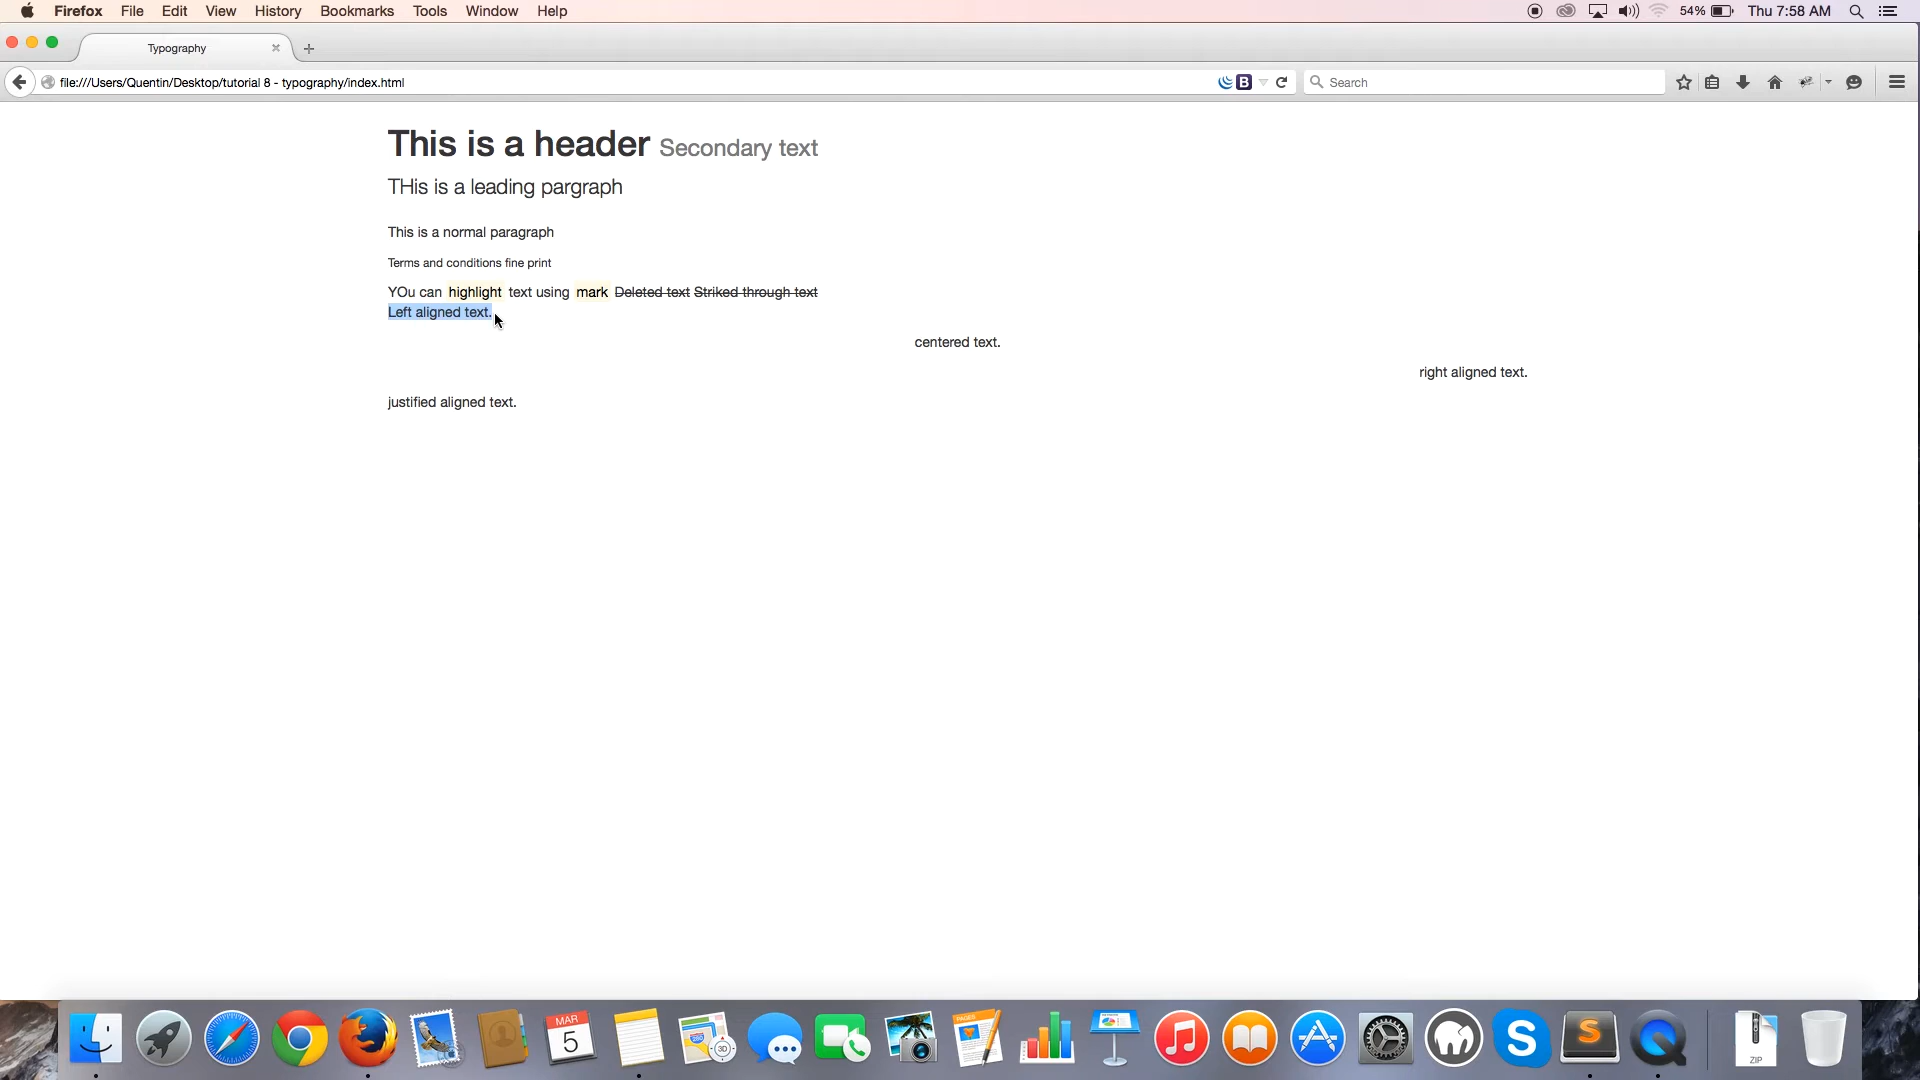 Firefox File Edit View History Bookmarks Tools Window Help 54% Thu 7:58 AM
Typography
file:///Users/Quentin/Desktop/tutorial 8 - typography/index.html B Search
This is a header Secondary text
THis is a leading pargraph
This is a normal paragraph
Terms and conditions fine print
YOu can highlight text using mark Deleted text Striked through text
Left aligned text.
centered text.
right aligned text.
justified aligned text.
MAR
5
PAGES
ZIP